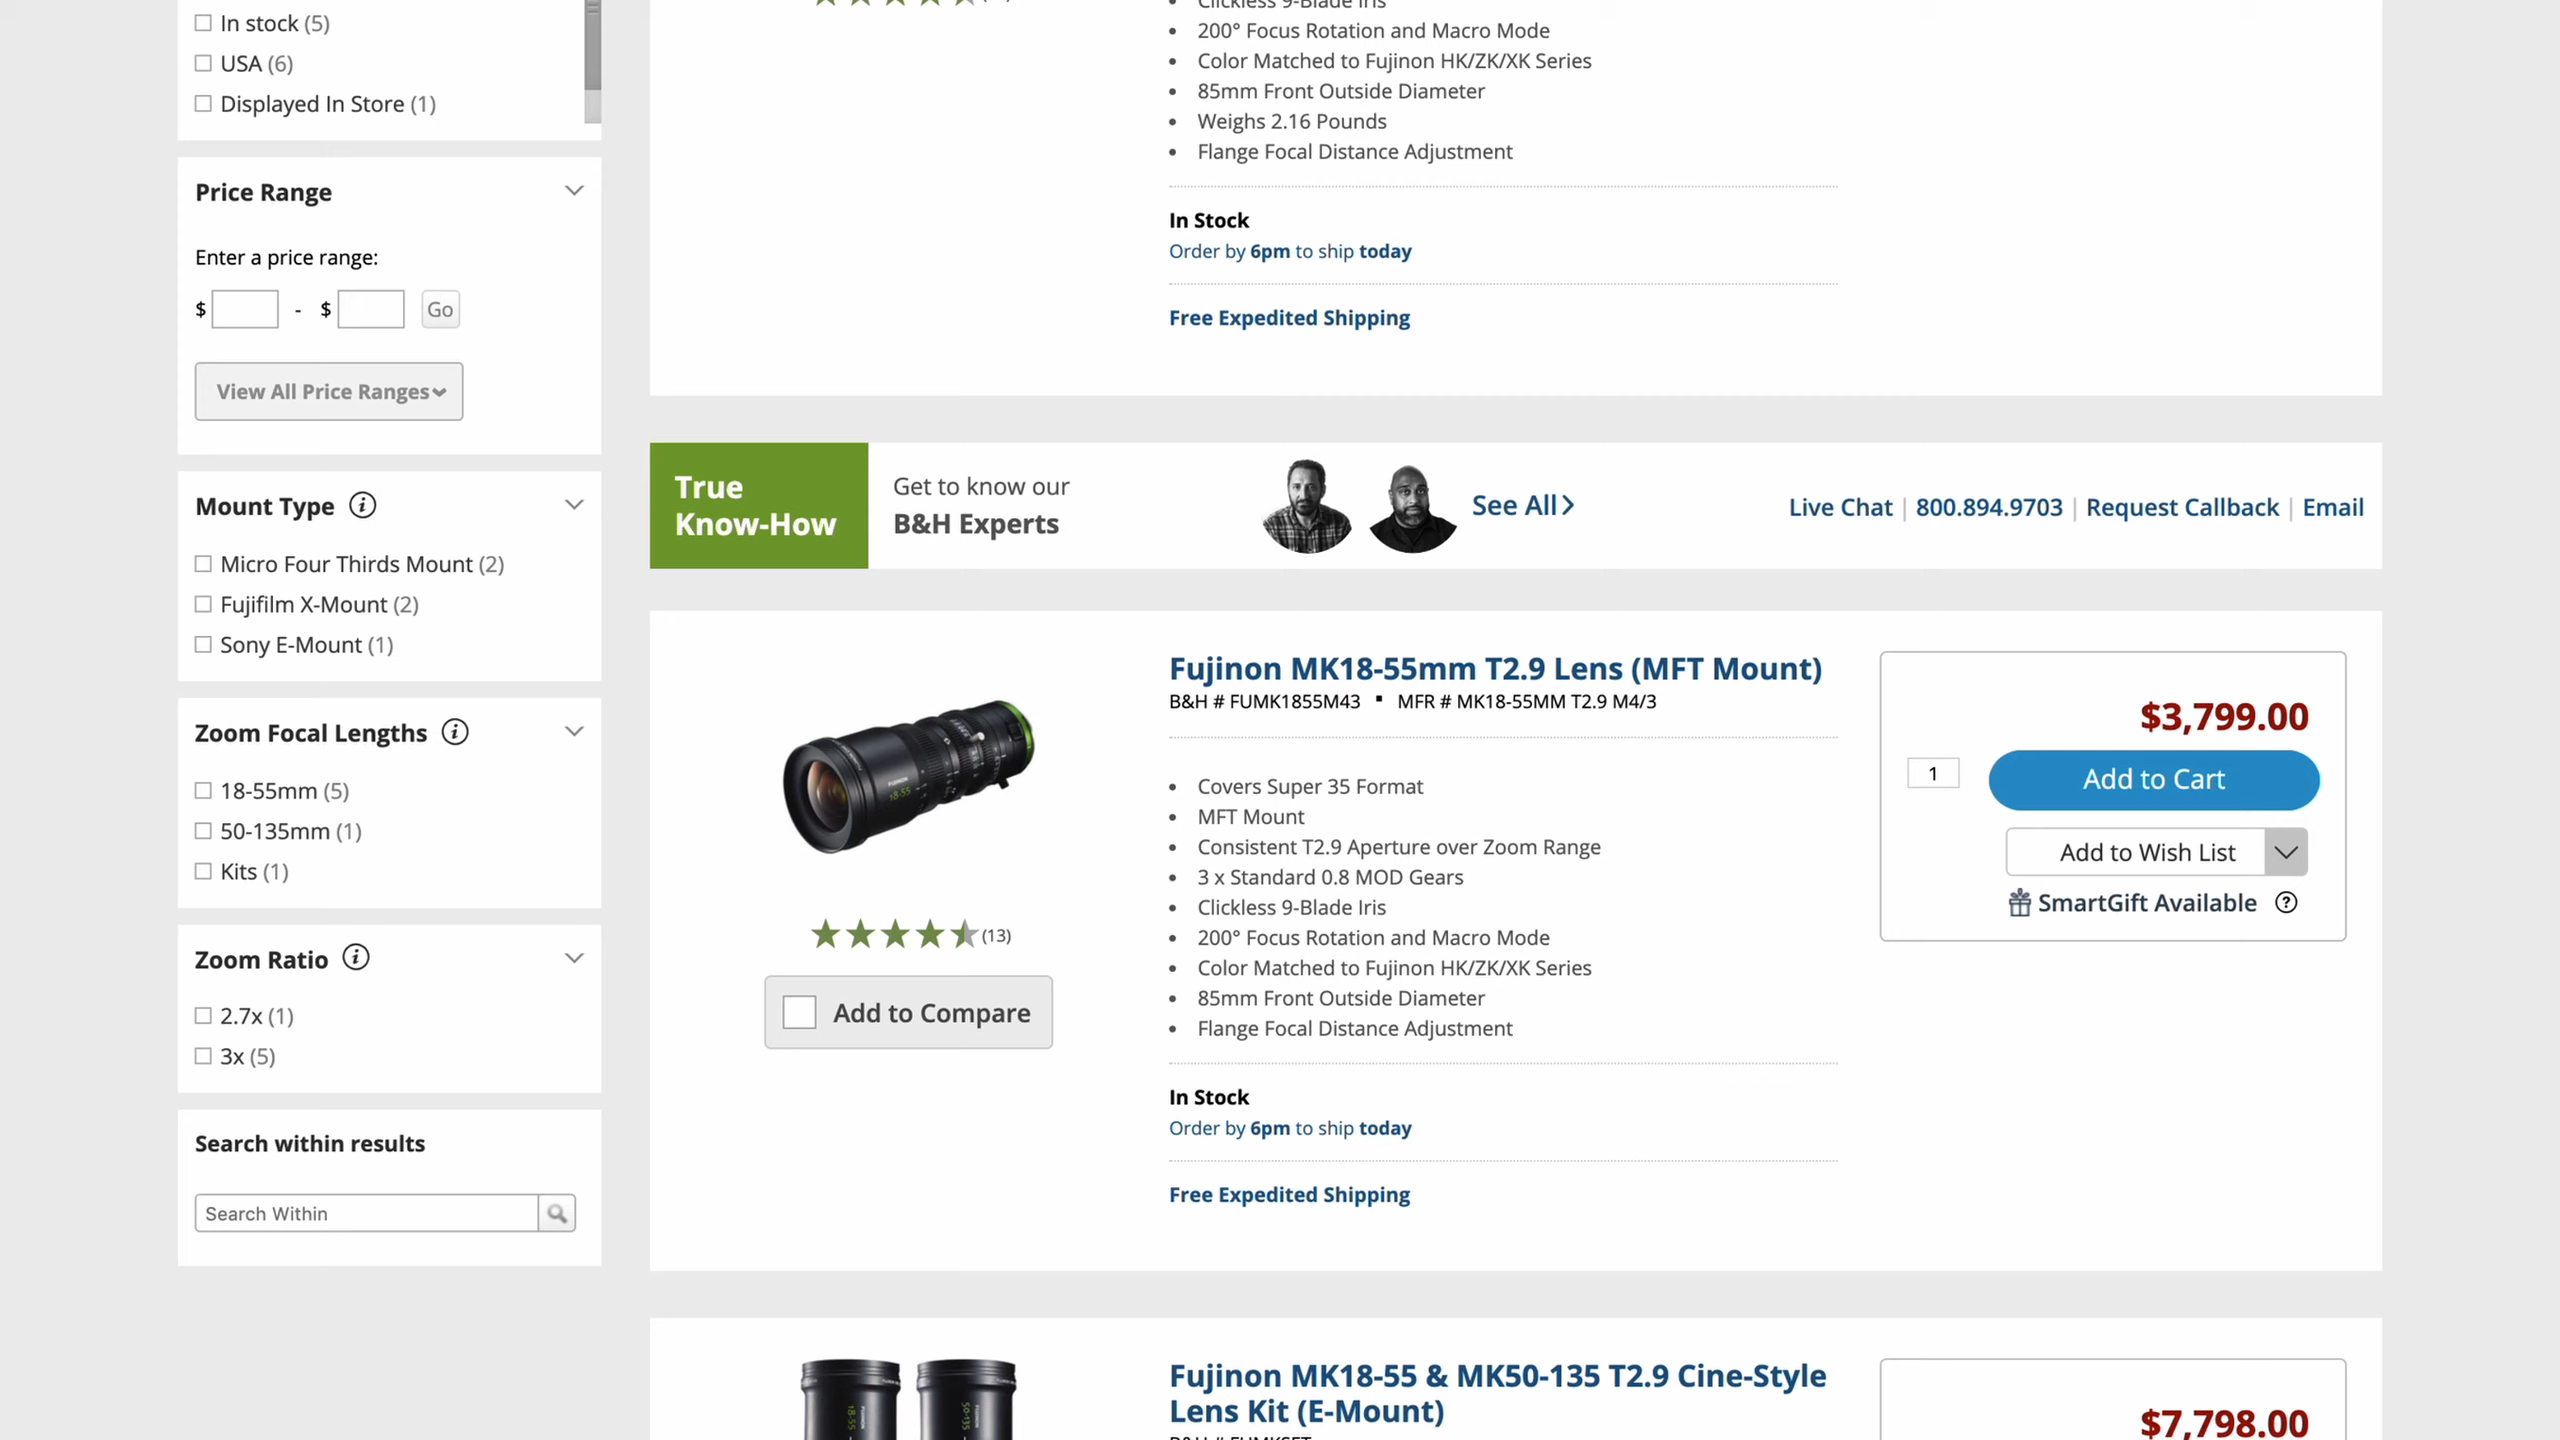 In stock (5)
USA (6)
Displayed In Store (1)
Price Range
Enter a price range:
$ - $ Go
View All Price Ranges
Mount Type
Micro Four Thirds Mount (2)
Fujifilm X-Mount (2)
Sony E-Mount (1)
Zoom Focal Lengths
18-55mm (5)
50-135mm (1)
Kits (1)
Zoom Ratio
2.7x (1)
3x (5)
Search within results
Search Within
Clickless 9-Blade Iris
200° Focus Rotation and Macro Mode
Color Matched to Fujinon HK/ZK/XK Series
85mm Front Outside Diameter
Weighs 2.16 Pounds
Flange Focal Distance Adjustment
In Stock
Order by 6pm to ship today
Free Expedited Shipping
True
Know-How
Get to know our
B&H Experts
See All
Live Chat | 800.894.9703 | Request Callback | Email
Fujinon MK18-55mm T2.9 Lens (MFT Mount)
B&H # FUMK1855M43 ▪ MFR # MK18-55MM T2.9 M4/3
(13)
Add to Compare
Covers Super 35 Format
MFT Mount
Consistent T2.9 Aperture over Zoom Range
3 x Standard 0.8 MOD Gears
Clickless 9-Blade Iris
200° Focus Rotation and Macro Mode
Color Matched to Fujinon HK/ZK/XK Series
85mm Front Outside Diameter
Flange Focal Distance Adjustment
In Stock
Order by 6pm to ship today
Free Expedited Shipping
$3,799.00
1
Add to Cart
Add to Wish List
SmartGift Available
Fujinon MK18-55 & MK50-135 T2.9 Cine-Style
Lens Kit (E-Mount)
$7,798.00